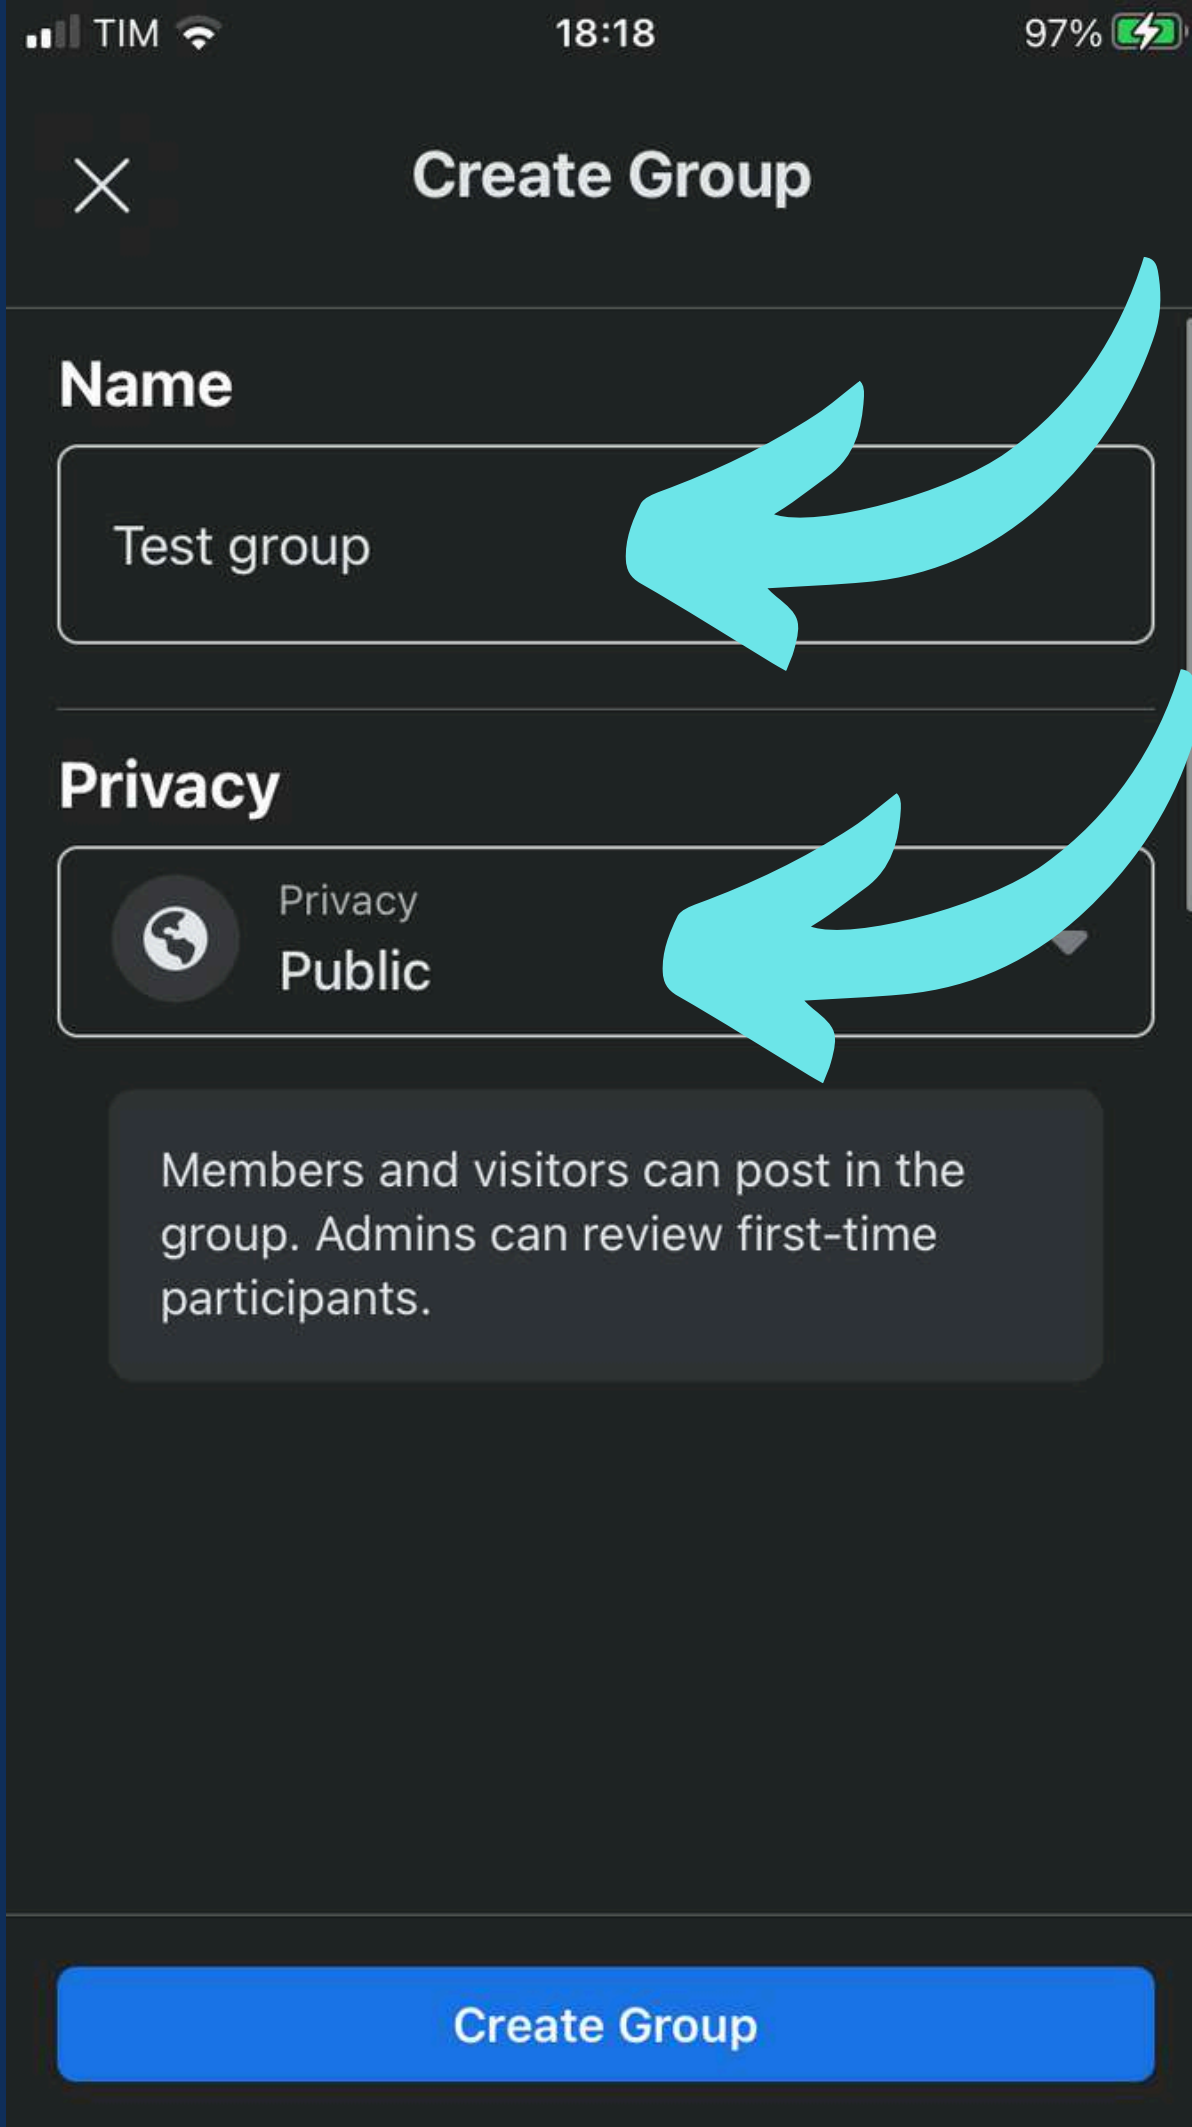 TIM 18:18 97%
Create Group
Name
Test group
Privacy
Privacy
Public
Members and visitors can post in the
group. Admins can review first-time
participants.
Create Group